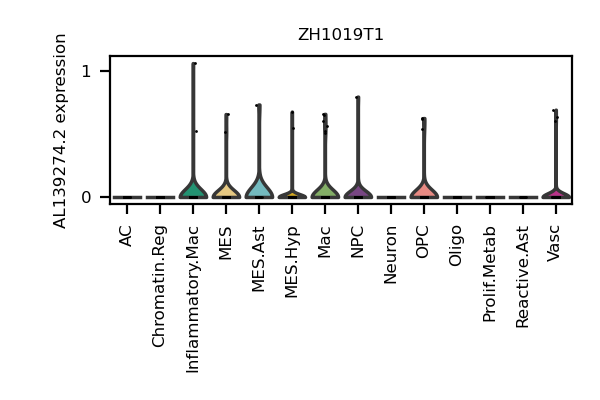 ZH1019T1
AL139274.2 expression
1
0
AC
Chromatin.Reg
Inflammatory.Mac
MES
MES.Ast
MES.Hyp
Mac
NPC
Neuron
OPC
Oligo
Prolif.Metab
Reactive.Ast
Vasc